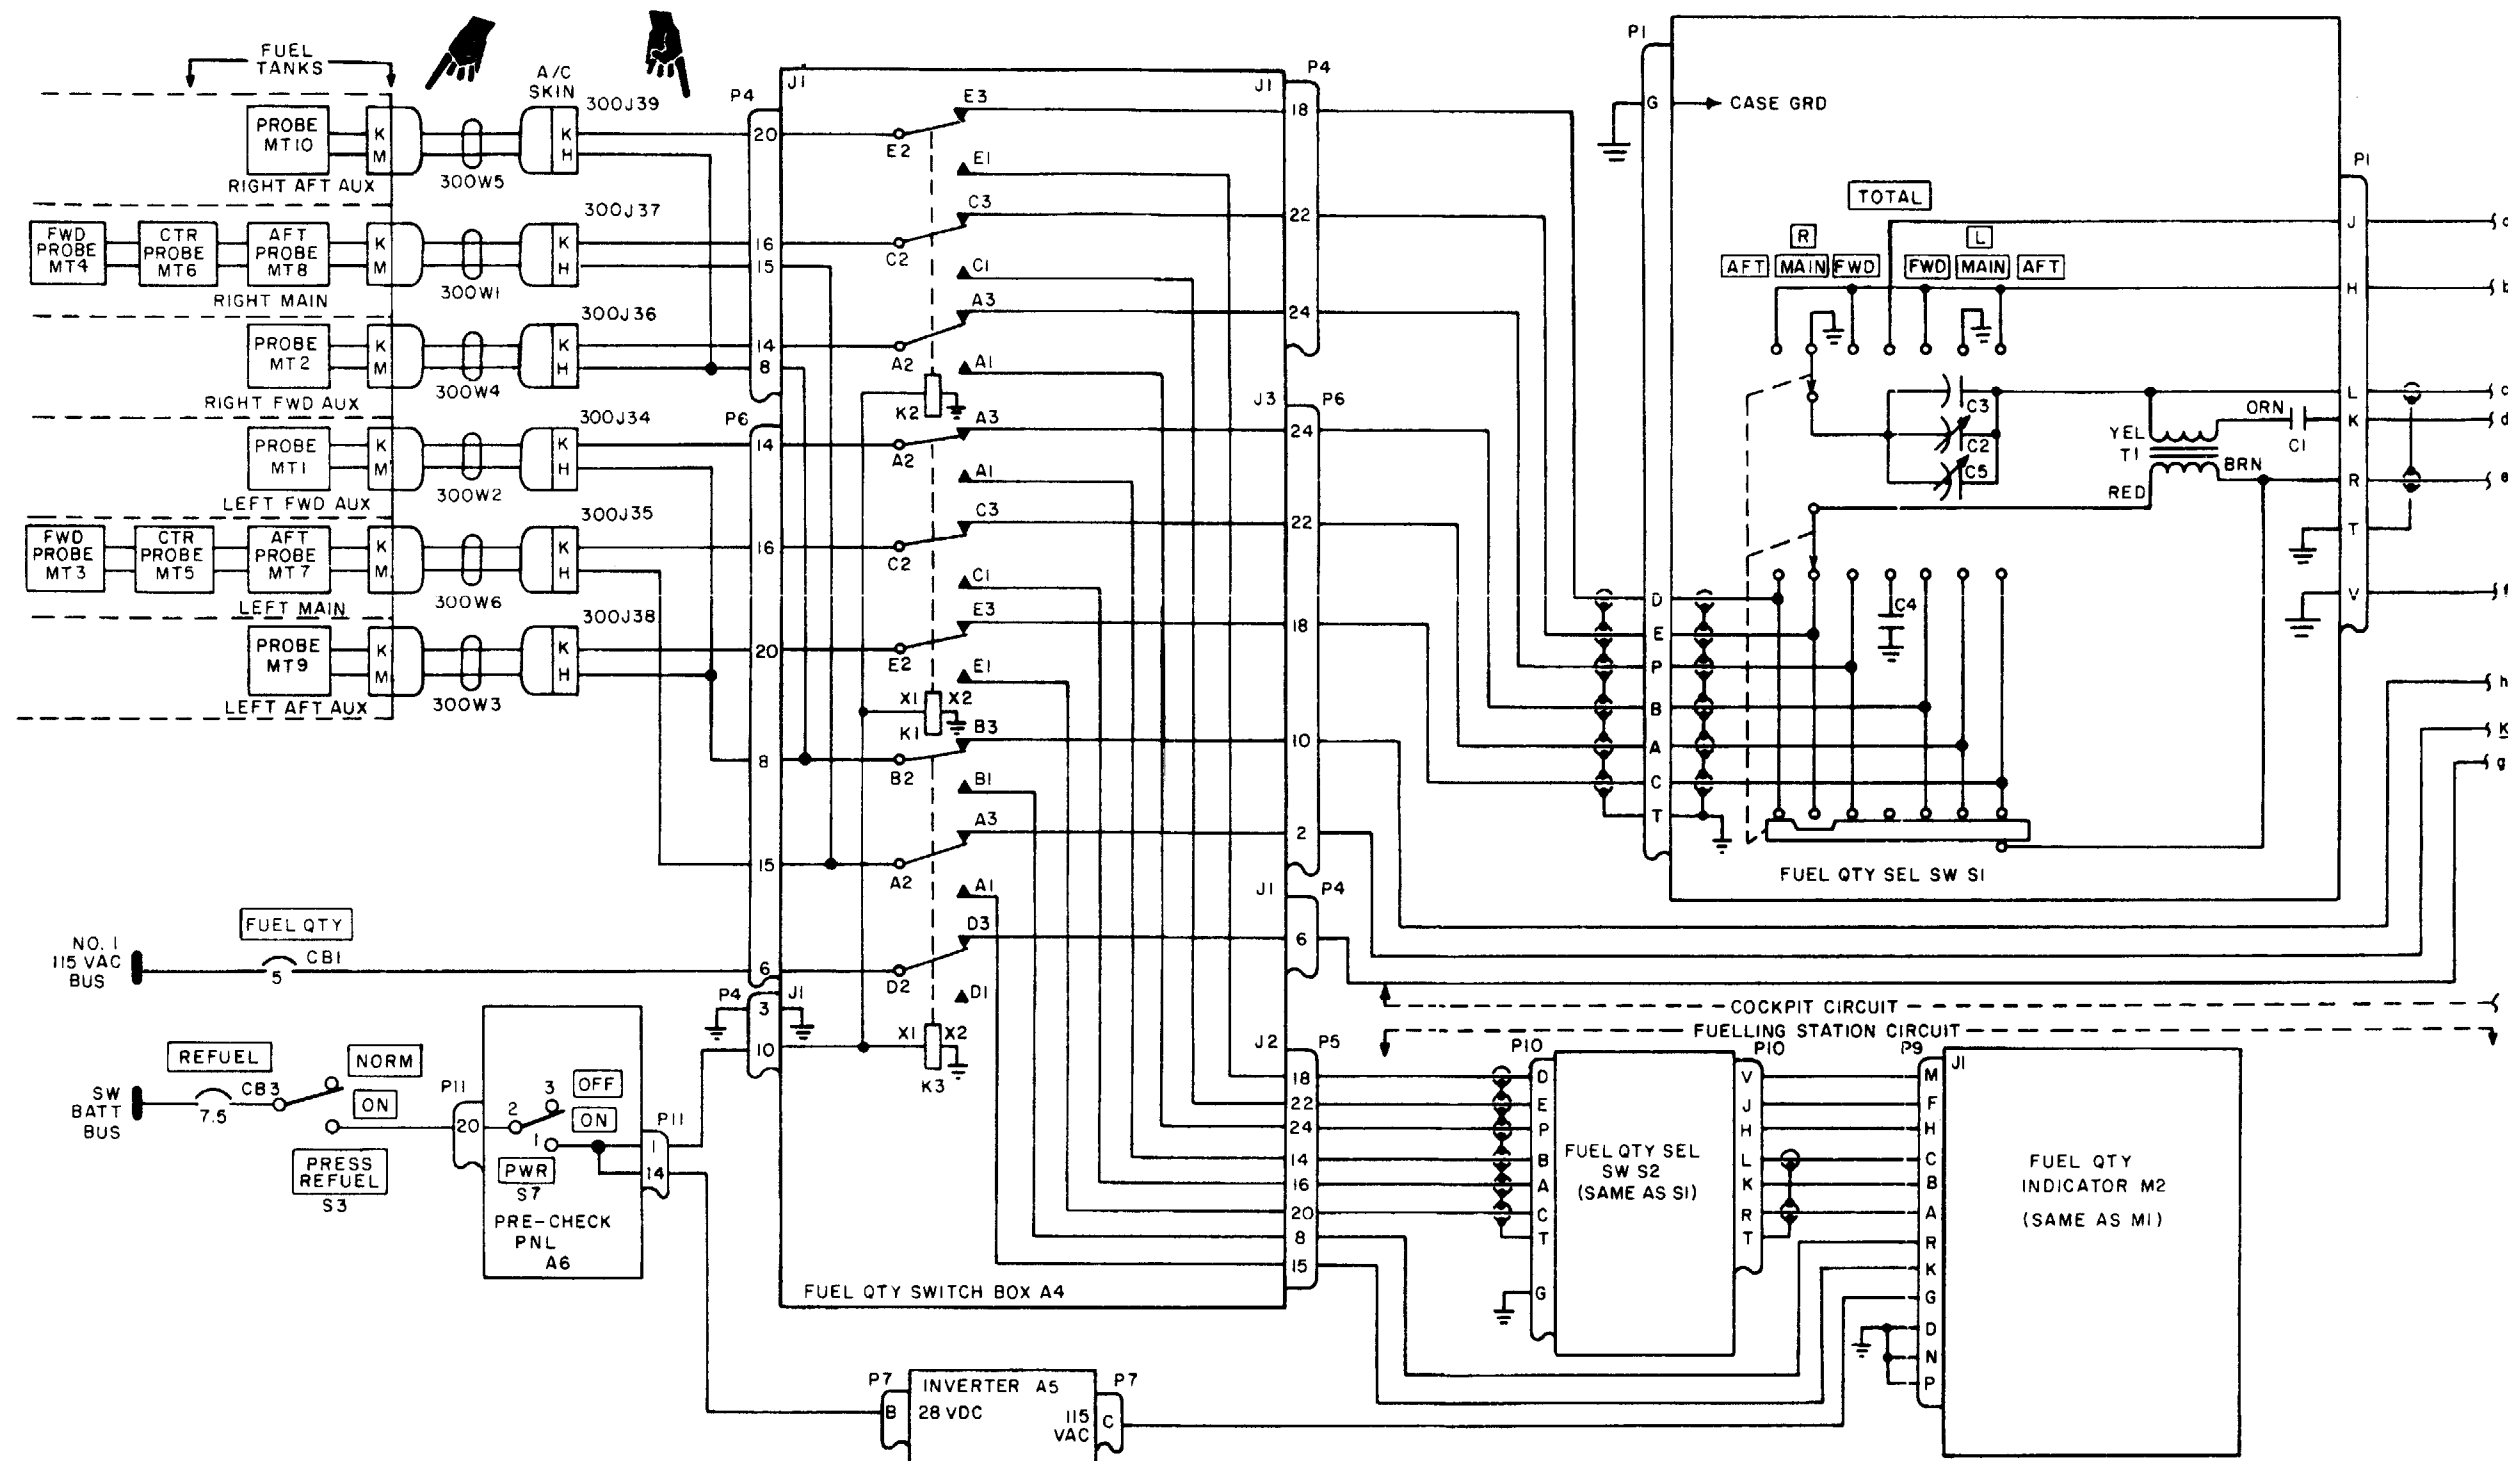 FUEL
TANKS
A/C
SKIN
PROBE
MT10
K
M
300W5
K
H
300J39
RIGHT AFT AUX
FWD
PROBE
MT4
CTR
PROBE
MT6
AFT
PROBE
MT8
K
M
300W1
K
H
300J37
RIGHT MAIN
PROBE
MT2
K
M
300W4
K
H
300J36
RIGHT FWD AUX
PROBE
MT1
K
M
300W2
K
H
300J34
LEFT FWD AUX
FWD
PROBE
MT3
CTR
PROBE
MT5
AFT
PROBE
MT7
K
M
300W6
K
H
300J35
LEFT MAIN
PROBE
MT9
K
M
300W3
K
H
300J38
LEFT AFT AUX
NO. 1
115 VAC
BUS
FUEL QTY
5
CB1
SW
BATT
BUS
REFUEL
7.5
CB3
NORM
ON
PRESS
REFUEL
S3
P11
20
2
3
OFF
ON
1
PWR
S7
PRE-CHECK
PNL
A6
P11
1
14
P4
J1
20
16
15
14
8
P6
14
16
20
8
15
6
P4
J1
3
10
E2
E3
E1
C2
C3
C1
A2
A3
A1
K2
A2
A3
A1
C2
C3
C1
E2
E3
E1
X1
X2
K1
B2
B3
B1
A2
A3
A1
D2
D3
D1
X1
X2
K3
FUEL QTY SWITCH BOX A4
J1
P4
18
22
24
J3
P6
24
22
18
10
2
J1
P4
6
J2
P5
18
22
24
14
16
20
8
15
P7
B
INVERTER A5
28 VDC
115
VAC
P7
C
P1
G
CASE GRD
D
E
P
B
A
C
T
TOTAL
R
L
AFT
MAIN
FWD
FWD
MAIN
AFT
C3
C2
C5
C4
YEL
T1
RED
ORN
BRN
C1
FUEL QTY SEL SW S1
P1
J
H
L
K
R
T
V
b
d
e
f
h
K
g
COCKPIT CIRCUIT
FUELLING STATION CIRCUIT
P10
D
E
P
B
A
C
T
G
FUEL QTY SEL
SW S2
(SAME AS S1)
P10
V
J
H
L
K
R
T
P9
J1
M
F
H
C
B
A
R
K
G
D
N
P
FUEL QTY
INDICATOR M2
(SAME AS M1)